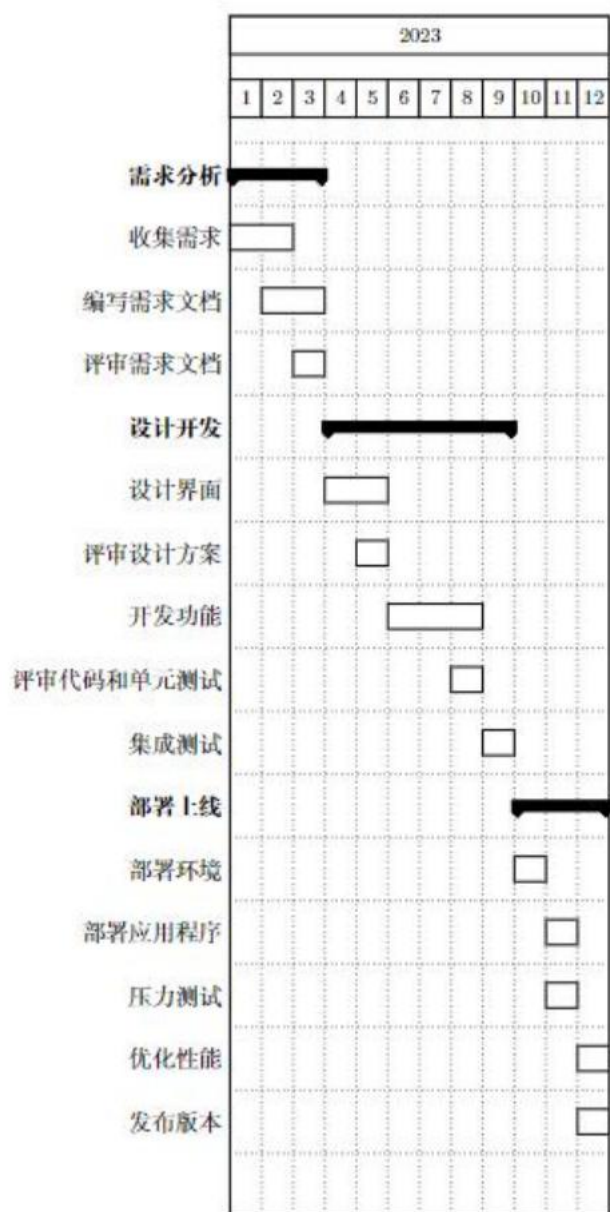 2023
1 2 3 4 5 6 7 8 9 10 11 12
需求分析
收集需求
编写需求文档
评审需求文档
设计开发
设计界面
评审设计方案
开发功能
评审代码和单元测试
集成测试
部署上线
部署环境
部署应用程序
压力测试
优化性能
发布版本